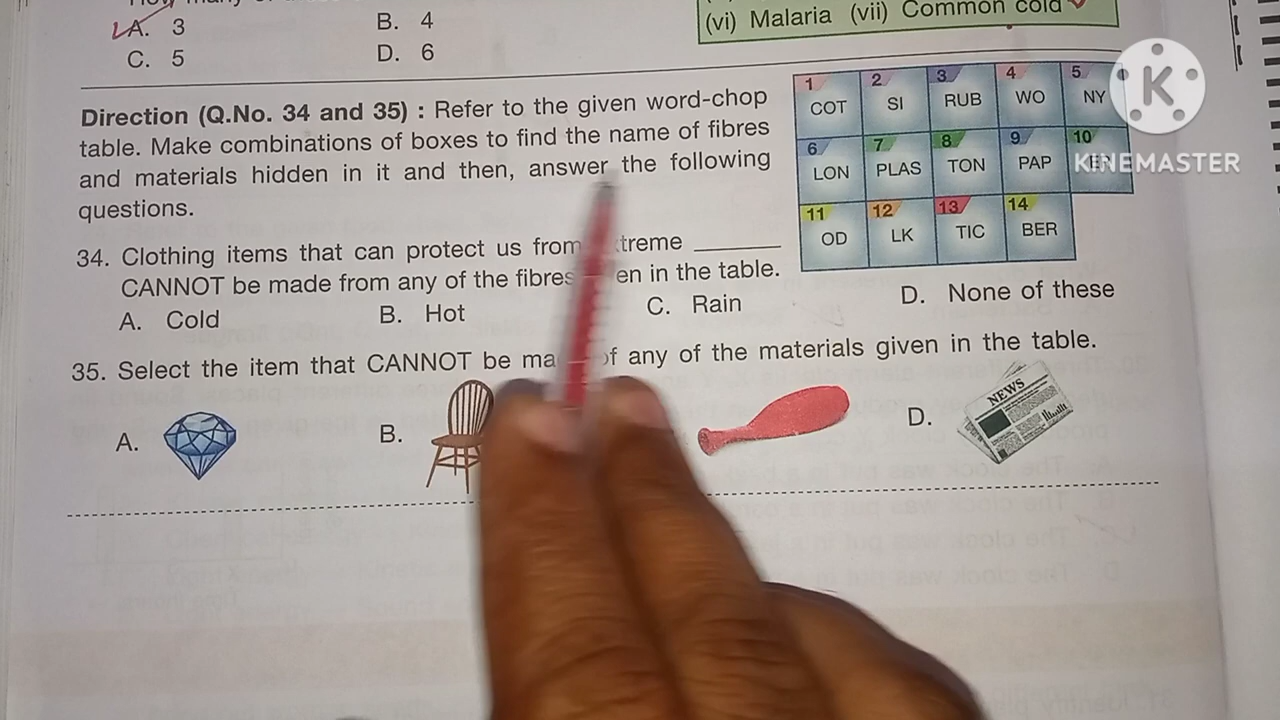 A. 3
B. 4
C. 5
D. 6
(vi) Malaria (vii) Common cold
Direction (Q.No. 34 and 35) : Refer to the given word-chop
table. Make combinations of boxes to find the name of fibres
and materials hidden in it and then, answer the following
questions.
1 2 3 4 5
COT SI RUB WO NY
6 7 8 9 10
LON PLAS TON PAP
11 12 13 14
OD LK TIC BER
K
KINEMASTER
34. Clothing items that can protect us from treme
CANNOT be made from any of the fibres en in the table.
A. Cold B. Hot C. Rain D. None of these
35. Select the item that CANNOT be ma of any of the materials given in the table.
A. B. D.
NEWS